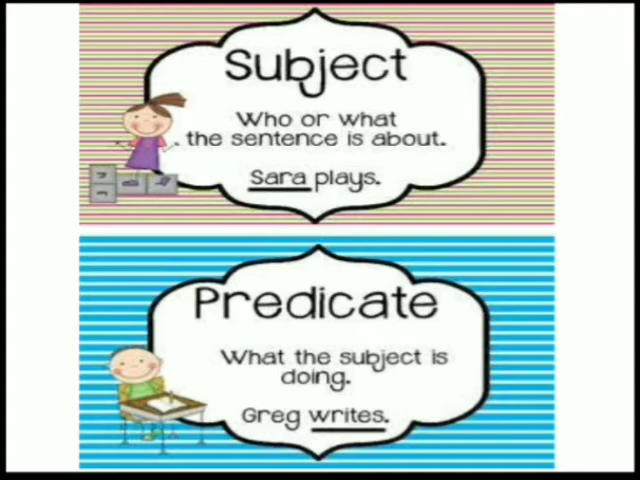 Subject
Who or what
the sentence is about.
Sara plays.
Predicate
What the subject is
doing.
Greg writes.